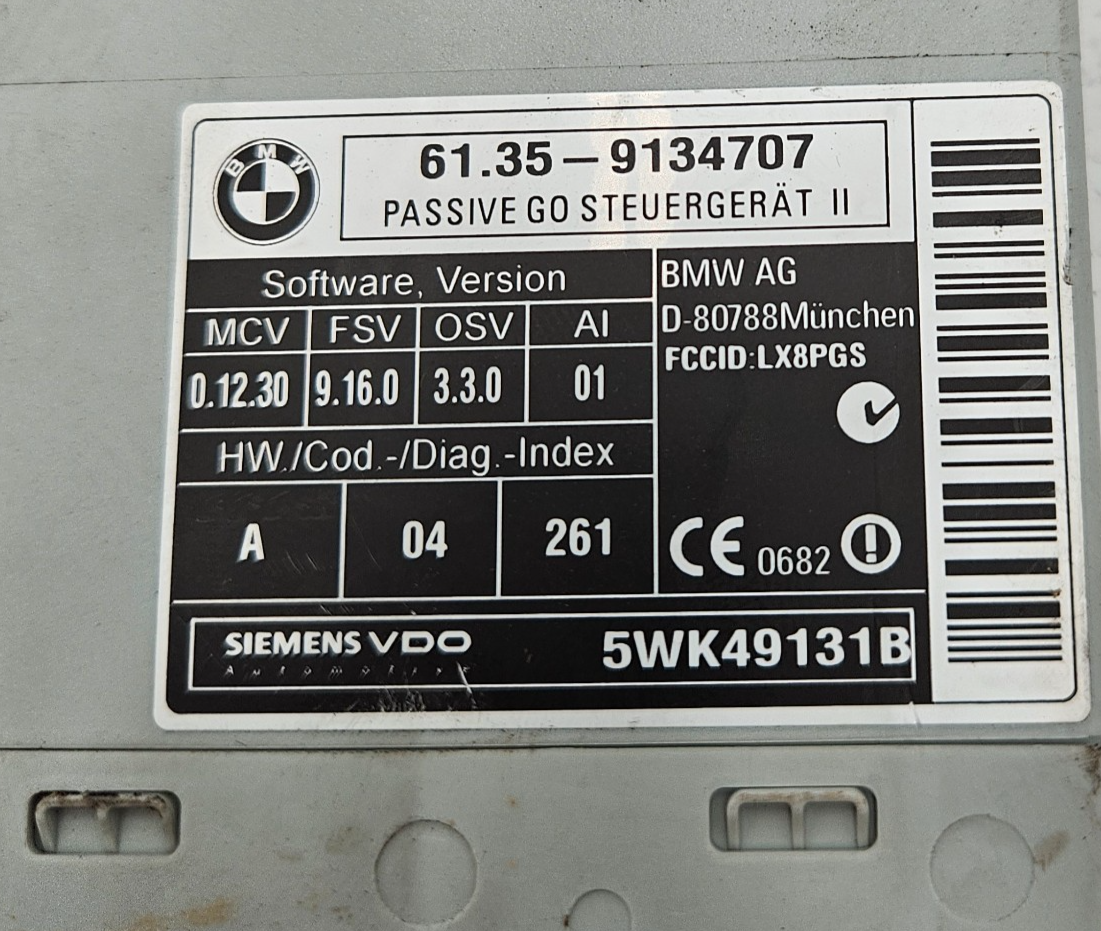 BMW
61.35-9134707
PASSIVE GO STEUERGERÄT II
Software, Version
MCV FSV OSV AI
0.12.30 9.16.0 3.3.0 01
HW./Cod.-/Diag.-Index
A 04 261
BMW AG
D-80788München
FCCID:LX8PGS
CE 0682
SIEMENS VDO
Automotive
5WK49131B